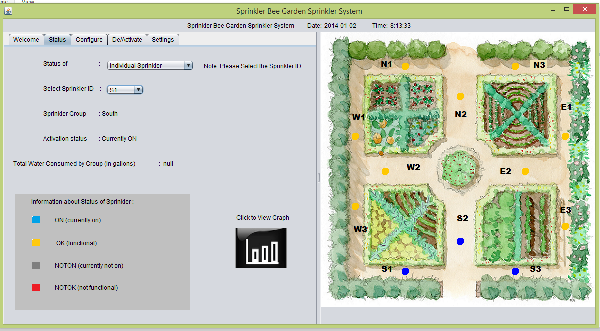 Sprinkler Bee Garden Sprinkler System
Sprinkler Bee Garden Sprinkler System Date: 2014-01-02 Time: 8:13:33
Welcome Status Configure De/Activate Settings
Status of : Individual Sprinkler Note: Please Select the Sprinkler ID
Select Sprinkler ID : S1
Sprinkler Group : South
Activation status : Currently ON
Total Water Consumed by Group (in gallons) : null
Information about Status of Sprinkler :
ON (currently on)
OK (functional)
NOTON (currently not on)
NOTOK (not functional)
Click to View Graph
N1
N3
W1
N2
E1
W2
E2
W3
S2
E3
S1
S3